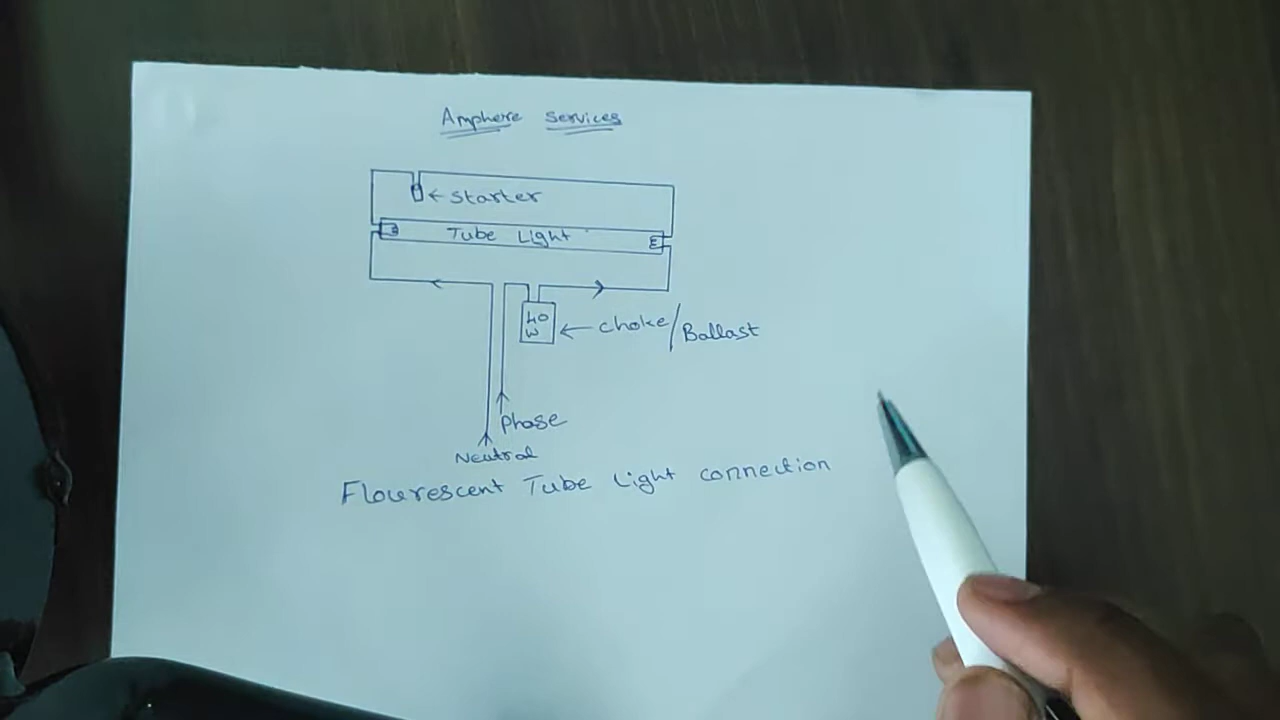 Amphere Services
← Starter
Tube Light
40
W
← choke/Ballast
Phase
Neutral
Flourescent Tube Light connection